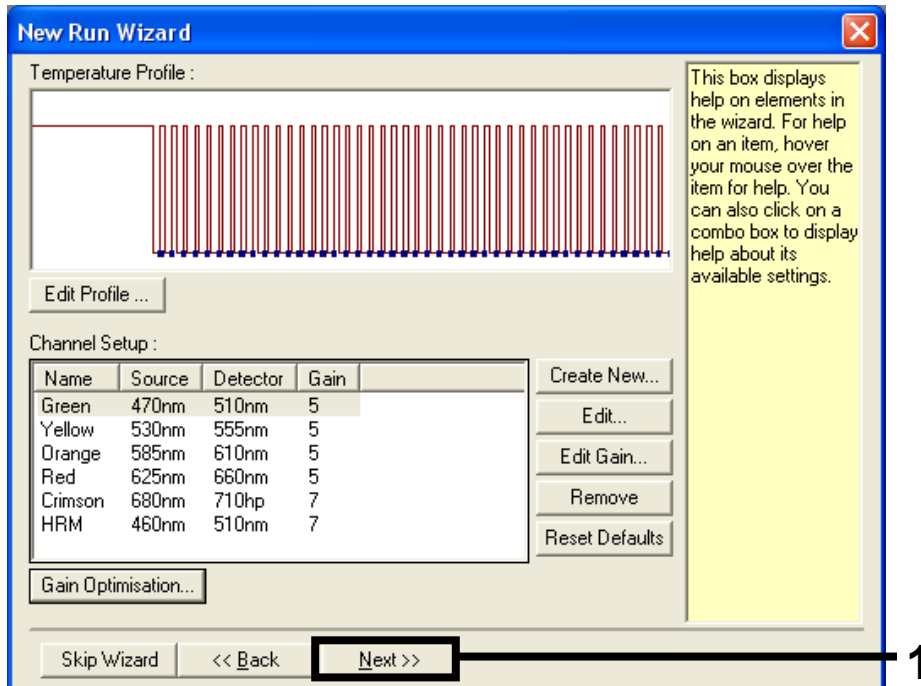 New Run Wizard
Temperature Profile :
This box displays
help on elements in
the wizard. For help
on an item, hover
your mouse over the
item for help. You
can also click on a
combo box to display
help about its
available settings.
Edit Profile ...
Channel Setup :
Name Source Detector Gain
Green 470nm 510nm 5
Yellow 530nm 555nm 5
Orange 585nm 610nm 5
Red 625nm 660nm 5
Crimson 680nm 710hp 7
HRM 460nm 510nm 7
Create New...
Edit...
Edit Gain...
Remove
Reset Defaults
Gain Optimisation...
Skip Wizard << Back Next >> 1